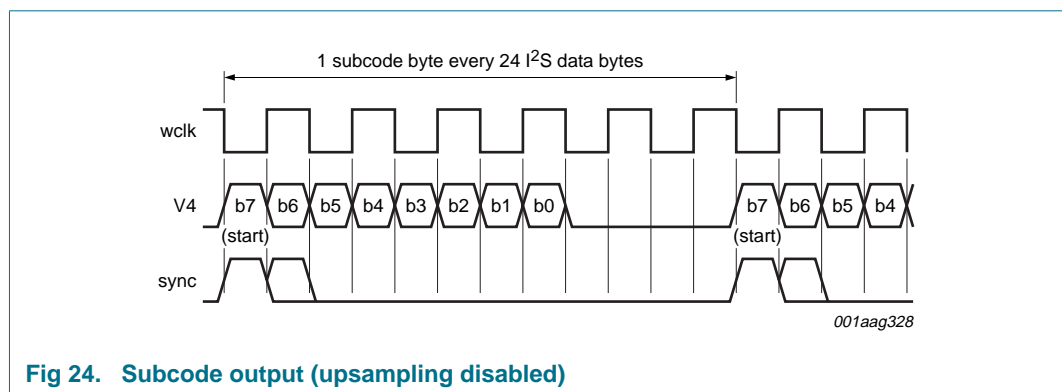 1 subcode byte every 24 I²S data bytes
wclk
V4 b7 b6 b5 b4 b3 b2 b1 b0 b7 b6 b5 b4
(start) (start)
sync
001aag328
Fig 24. Subcode output (upsampling disabled)